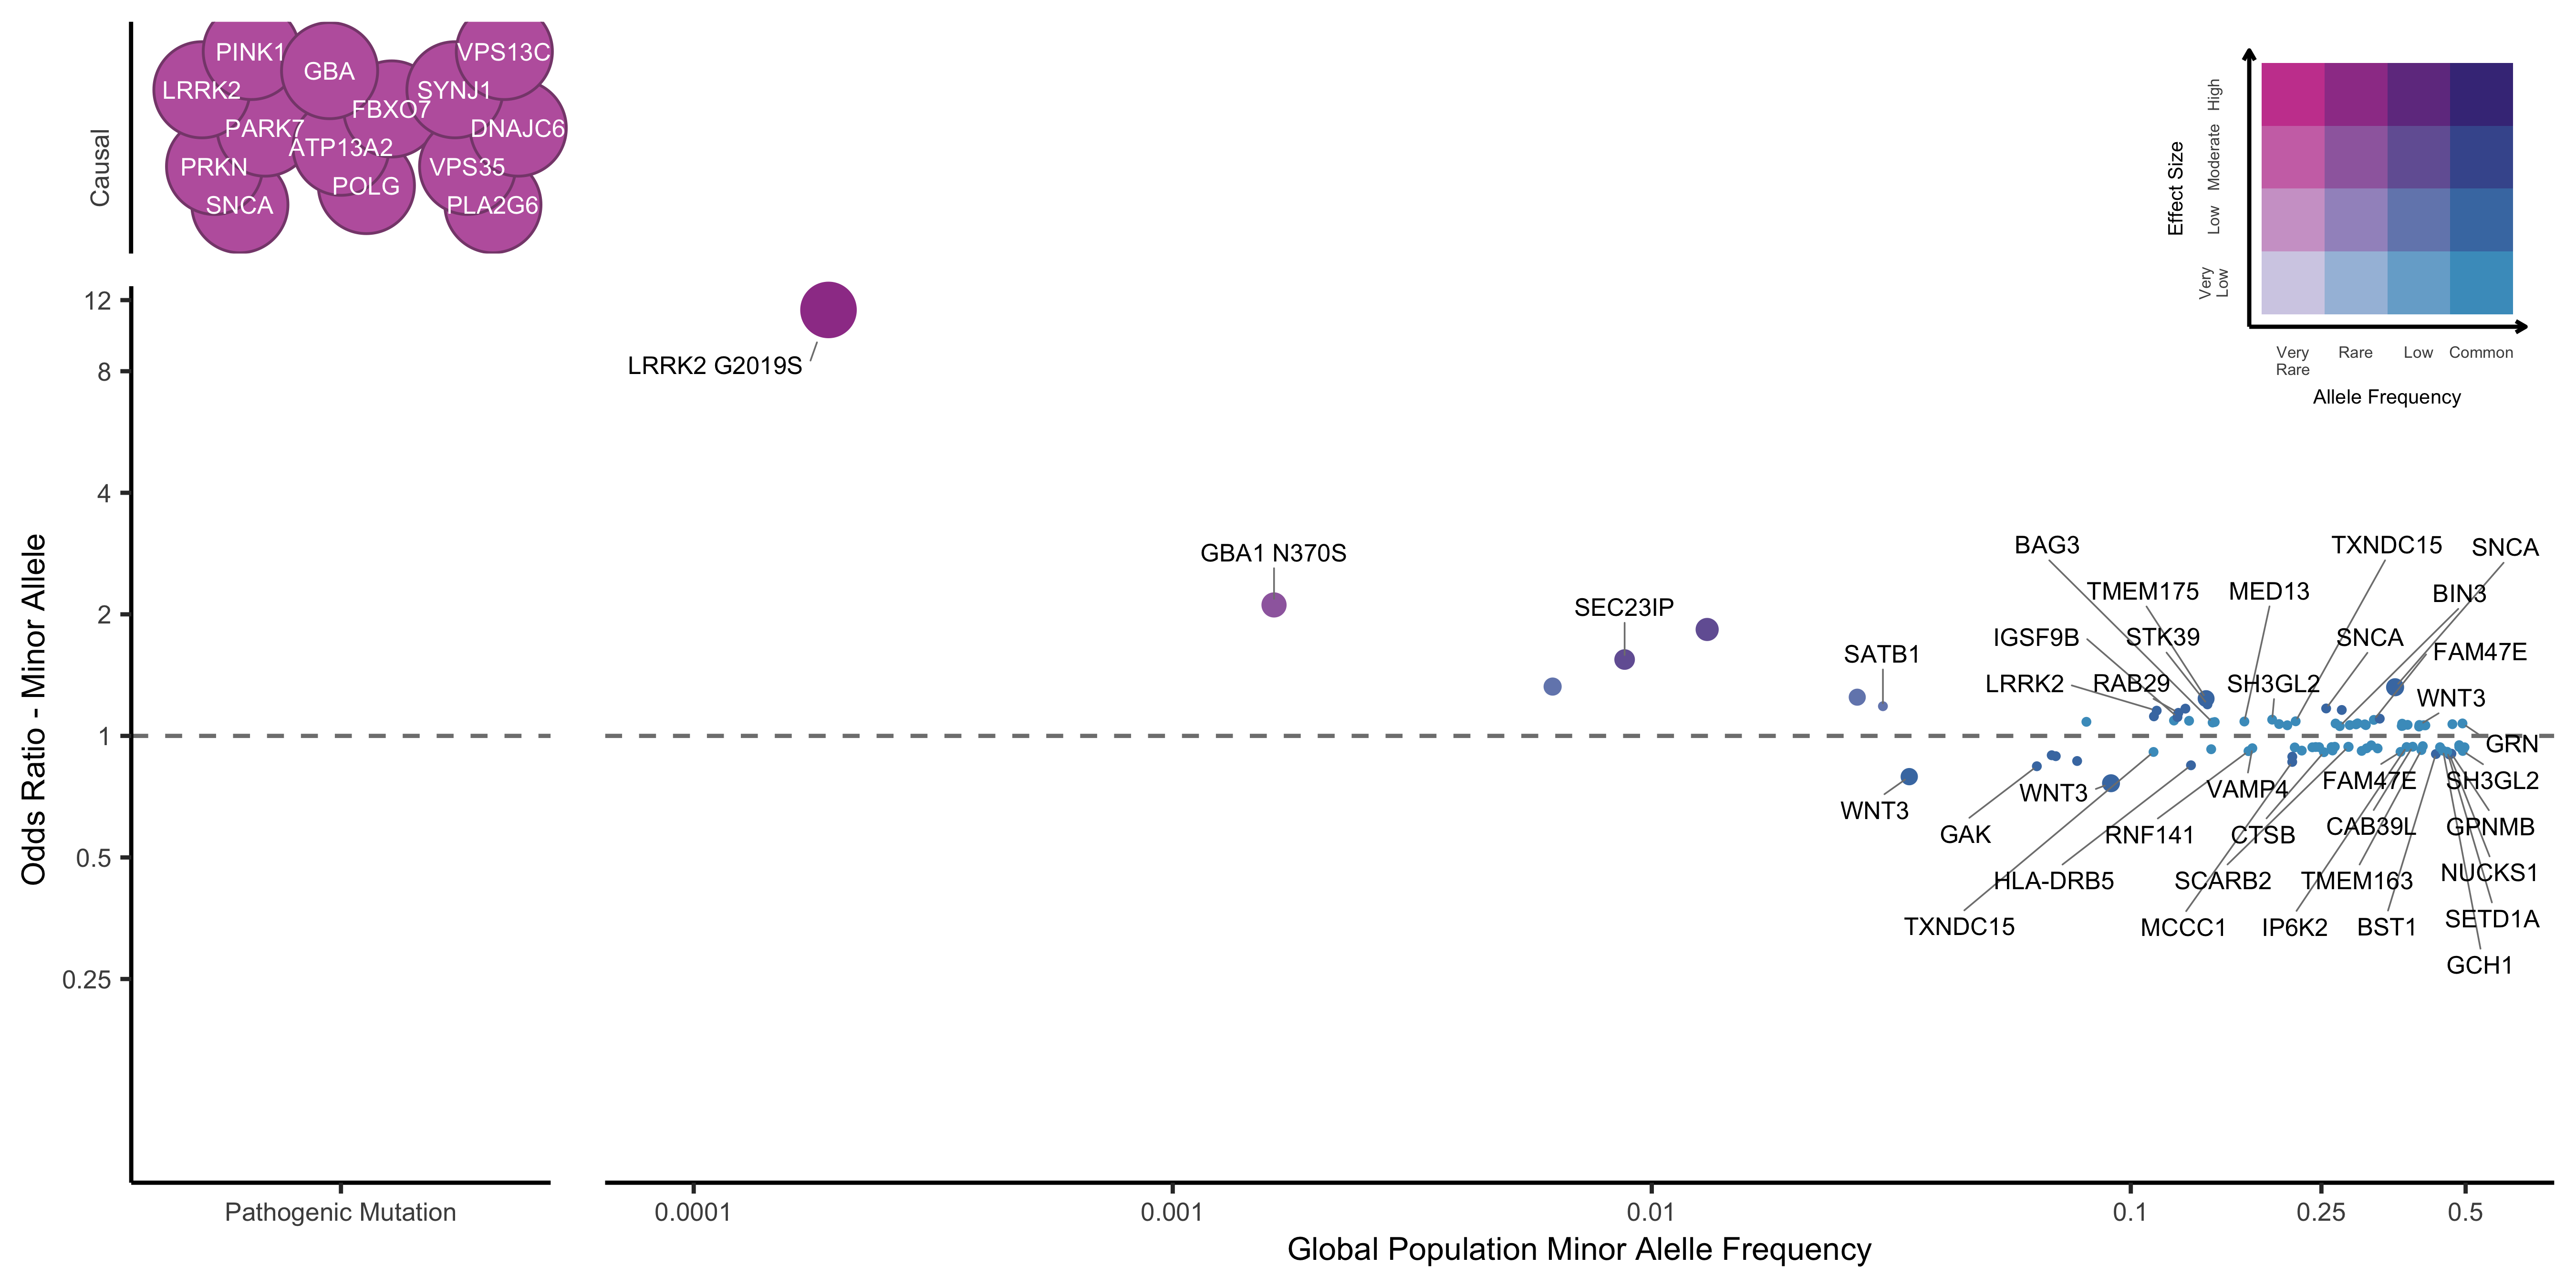 Causal
PINK1
VPS13C
GBA
LRRK2
SYNJ1
FBXO7
PARK7
DNAJC6
ATP13A2
PRKN
VPS35
POLG
SNCA
PLA2G6
Effect Size
High
Moderate
Low
Very
Low
Very
Rare
Rare
Low
Common
Allele Frequency
Odds Ratio - Minor Allele
12
8
4
2
1
0.5
0.25
LRRK2 G2019S
GBA1 N370S
SEC23IP
SATB1
BAG3
TXNDC15
SNCA
TMEM175
MED13
BIN3
IGSF9B
STK39
SNCA
FAM47E
LRRK2
RAB29
SH3GL2
WNT3
GRN
WNT3
WNT3
VAMP4
FAM47E
SH3GL2
GAK
RNF141
CTSB
CAB39L
GPNMB
HLA-DRB5
SCARB2
TMEM163
NUCKS1
TXNDC15
MCCC1
IP6K2
BST1
SETD1A
GCH1
Pathogenic Mutation
0.0001
0.001
0.01
0.1
0.25
0.5
Global Population Minor Alelle Frequency